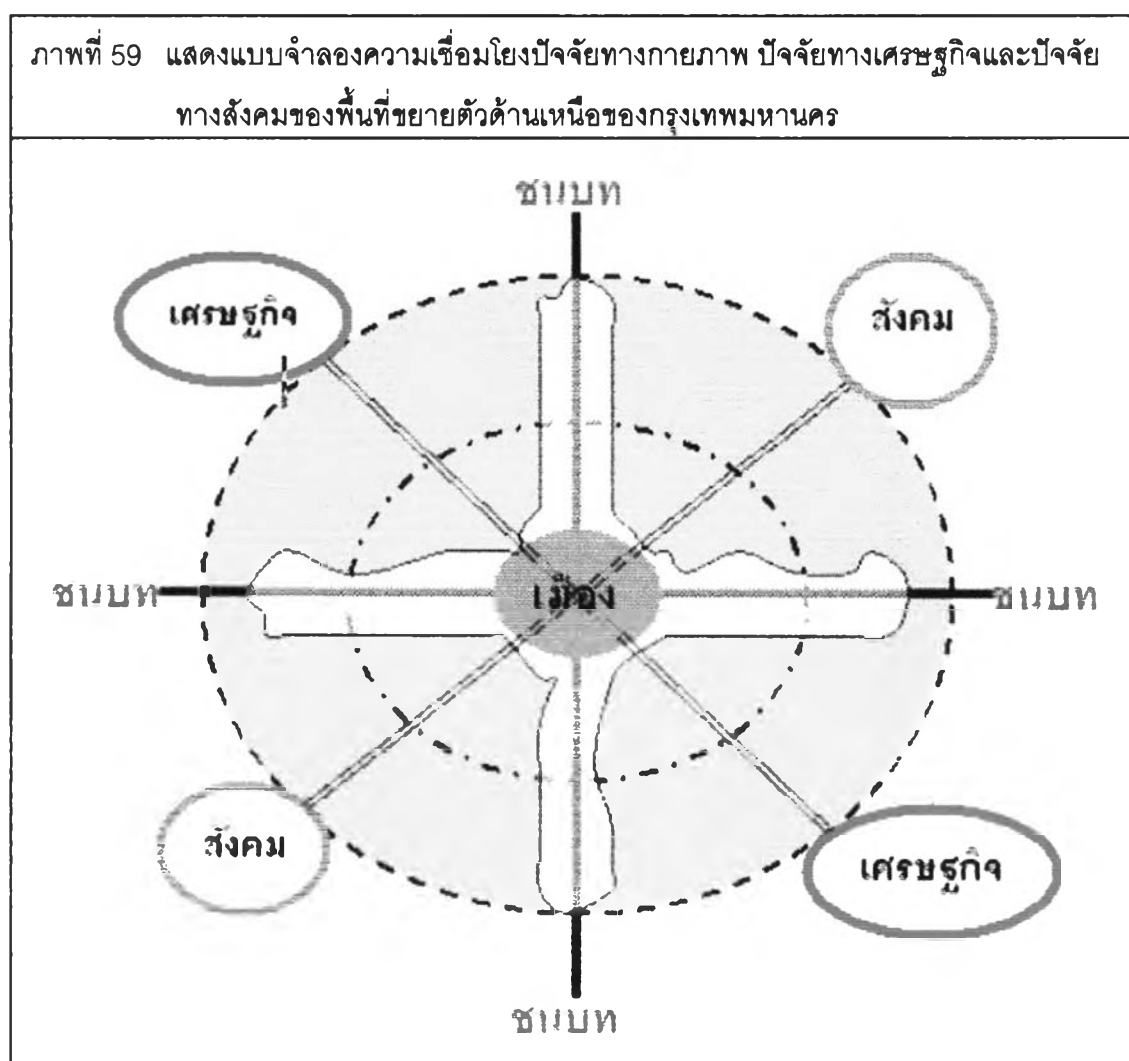 ภาพที่ 59 แสดงแบบจำลองความเชื่อมโยงปัจจัยทางกายภาพ ปัจจัยทางเศรษฐกิจและปัจจัย
ทางสังคมของพื้นที่ขยายตัวด้านเหนือของกรุงเทพมหานคร
ชนบท
เศรษฐกิจ
สังคม
ชนบท
เมือง
ชนบท
สังคม
เศรษฐกิจ
ชนบท